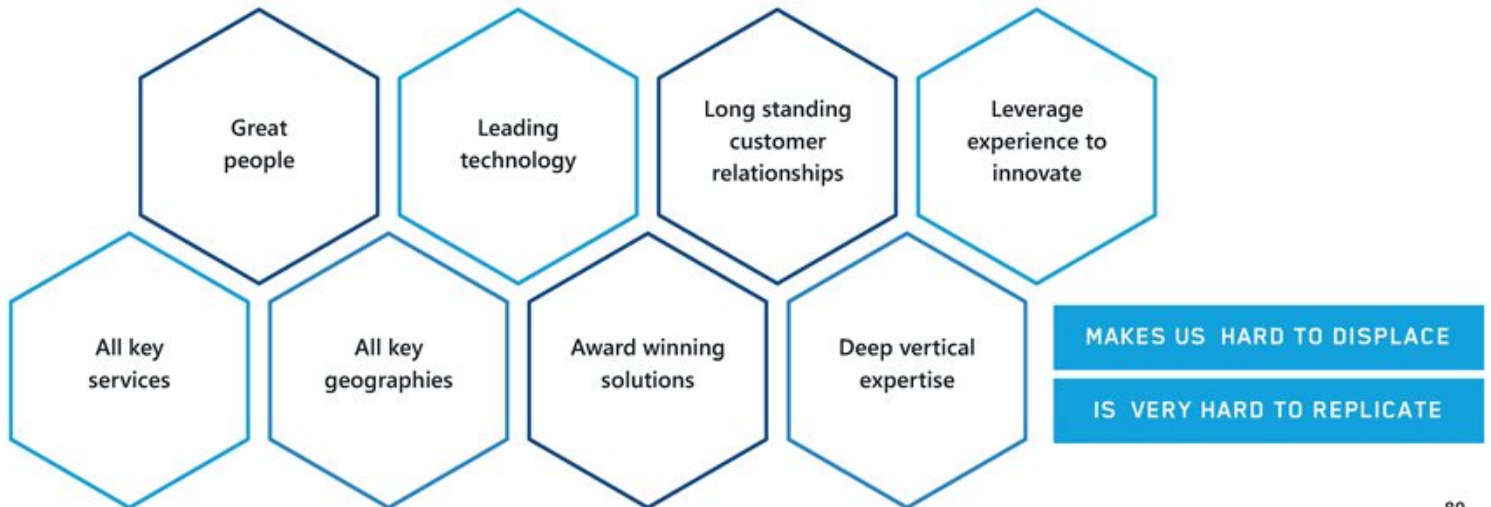 Great
people
Leading
technology
Long standing
customer
relationships
Leverage
experience to
innovate
All key
services
All key
geographies
Award winning
solutions
Deep vertical
expertise
MAKES US HARD TO DISPLACE
IS VERY HARD TO REPLICATE